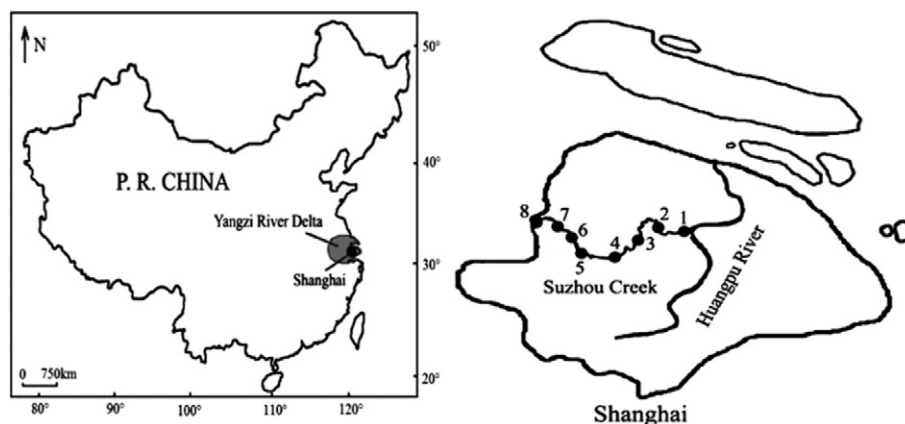 N
50°
40°
30°
20°
P. R. CHINA
Yangzi River Delta
Shanghai
0 750km
80° 90° 100° 110° 120°
8 7 6 5 4 3 2 1
Suzhou Creek
Huangpu River
Shanghai